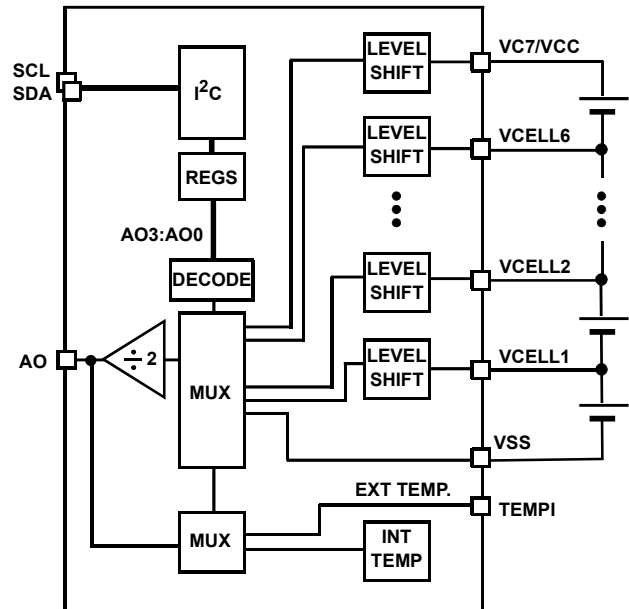 LEVEL
SHIFT
VC7/VCC
SCL
SDA
I²C
LEVEL
SHIFT
VCELL6
REGS
AO3:AO0
LEVEL
SHIFT
VCELL2
DECODE
AO
÷ 2
MUX
LEVEL
SHIFT
VCELL1
VSS
EXT TEMP.
TEMPI
MUX
INT
TEMP